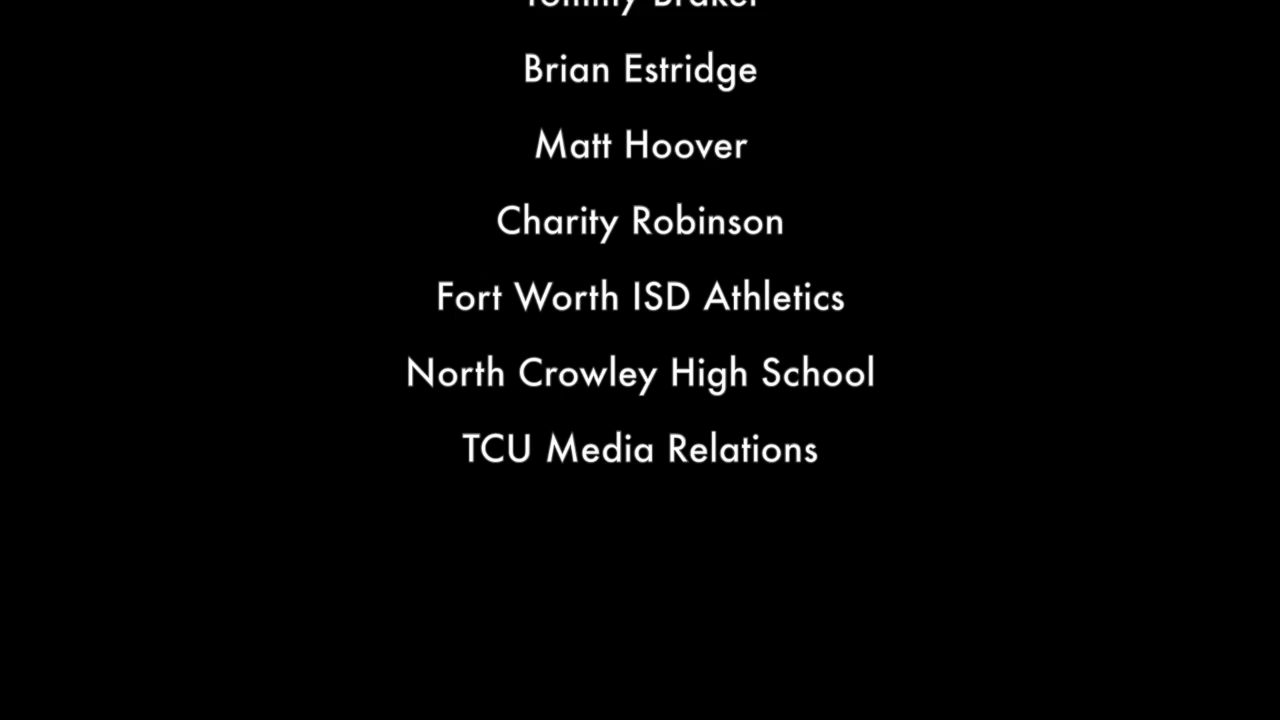 Brian Estridge
Matt Hoover
Charity Robinson
Fort Worth ISD Athletics
North Crowley High School
TCU Media Relations